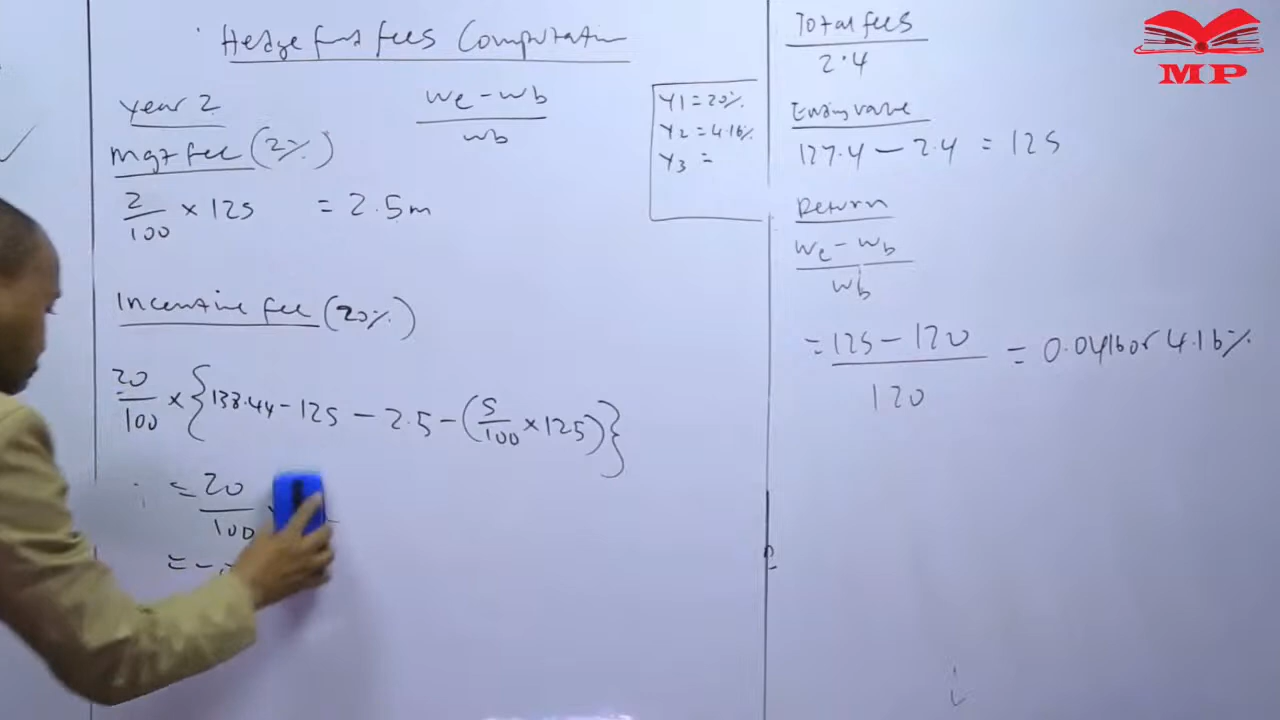 Hedge fund fees Computation
Year 2
we - wb
wb
Mgt fee (2%)
2
100
× 125 = 2.5m
Incentive fee (20%)
20
100
× { 138.44 - 125 - 2.5 - ( 5
100
× 125 ) }
= 20
100
= -
Y1 = 20%
Y2 = 4.16%
Y3 =
Total fees
2.4
Ending value
127.4 - 2.4 = 125
Return
we - wb
wb
= 125 - 120
120
= 0.0416 or 4.16%
MP